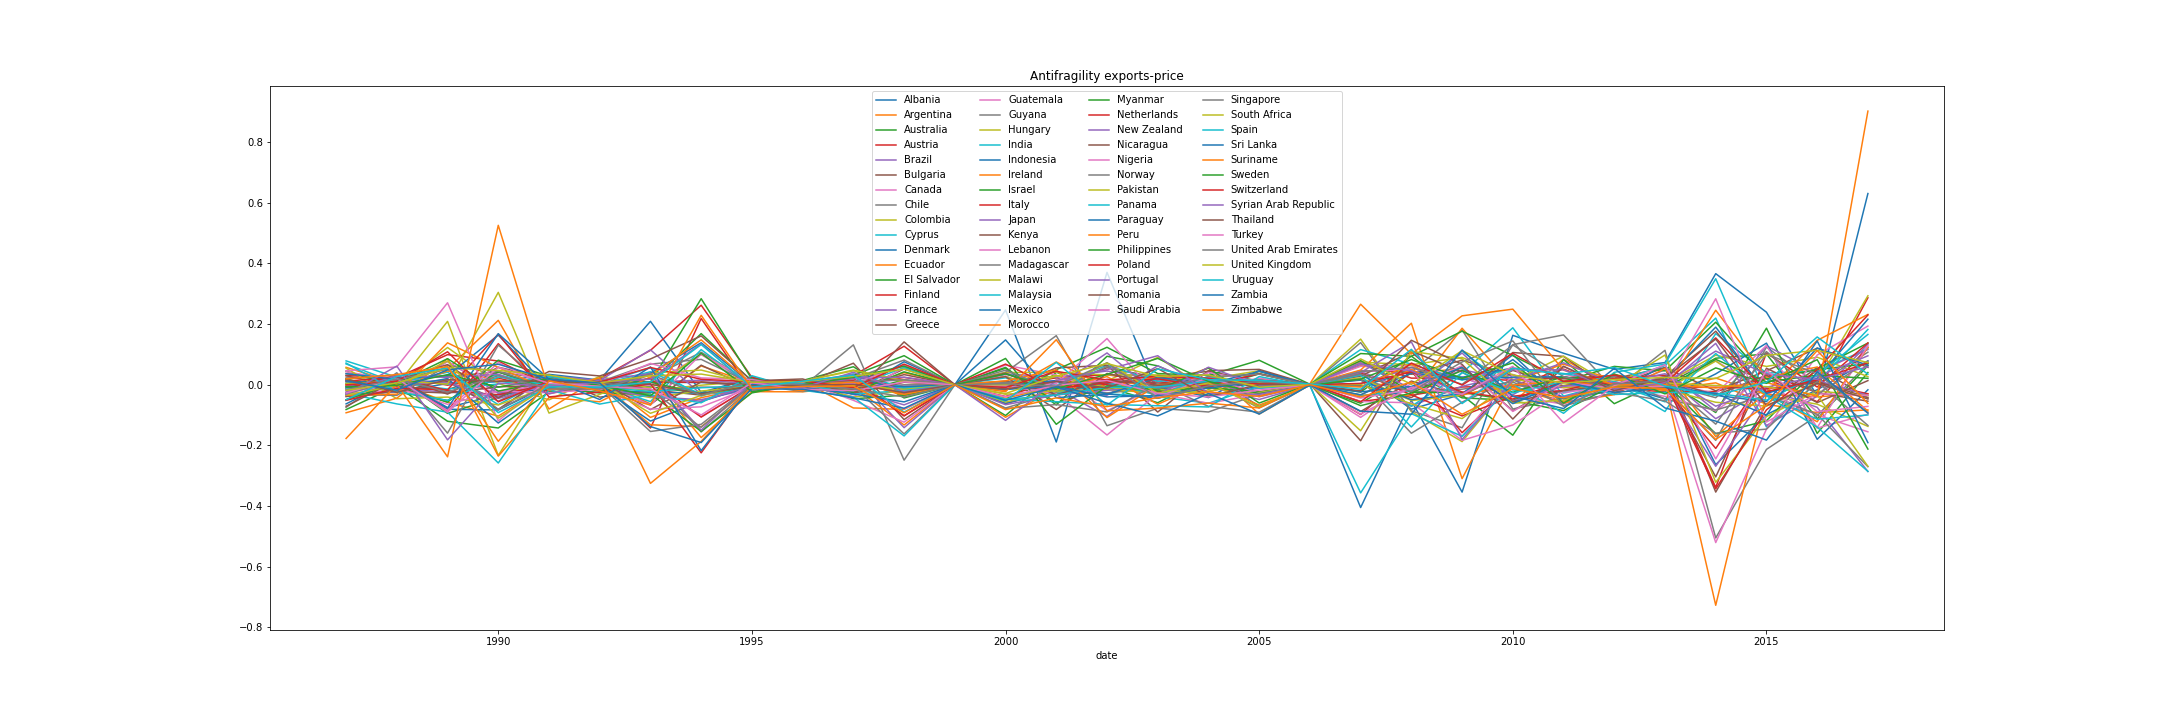 Antifragility exports-price
Albania
Argentina
Australia
Austria
Brazil
Bulgaria
Canada
Chile
Colombia
Cyprus
Denmark
Ecuador
El Salvador
Finland
France
Greece
Guatemala
Guyana
Hungary
India
Indonesia
Ireland
Israel
Italy
Japan
Kenya
Lebanon
Madagascar
Malawi
Malaysia
Mexico
Morocco
Myanmar
Netherlands
New Zealand
Nicaragua
Nigeria
Norway
Pakistan
Panama
Paraguay
Peru
Philippines
Poland
Portugal
Romania
Saudi Arabia
Singapore
South Africa
Spain
Sri Lanka
Suriname
Sweden
Switzerland
Syrian Arab Republic
Thailand
Turkey
United Arab Emirates
United Kingdom
Uruguay
Zambia
Zimbabwe
0.8
0.6
0.4
0.2
0.0
−0.2
−0.4
−0.6
−0.8
1990 1995 2000 2005 2010 2015
date